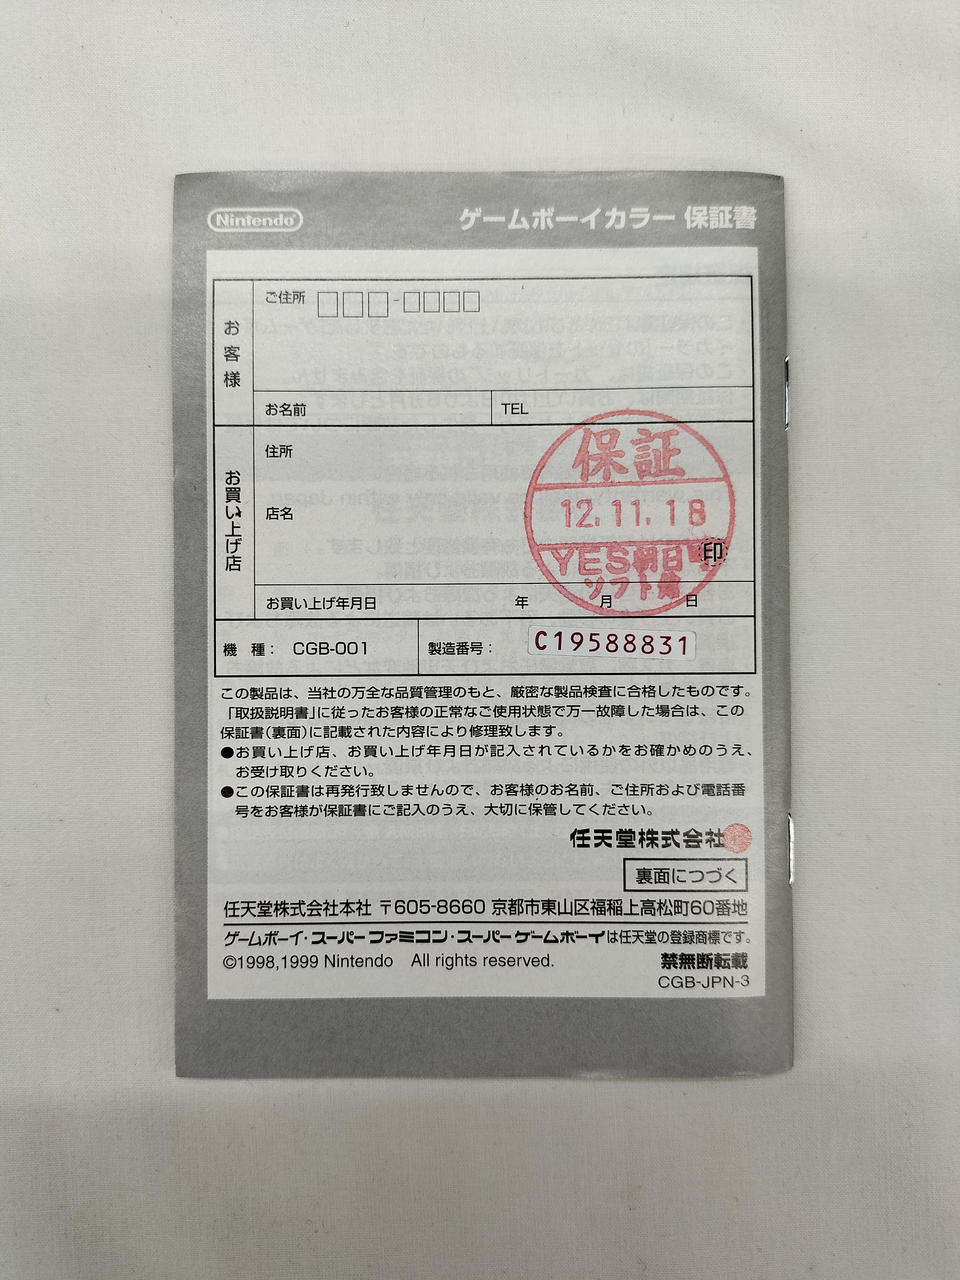 Nintendo
ゲームボーイカラー 保証書
お客様
ご住所 □□□-□□□□
お名前
TEL
お買い上げ店
住所
店名
保証
12.11.18
YES朝日
ソフト
印
お買い上げ年月日 年 月 日
機 種： CGB-001
製造番号： C19588831
この製品は、当社の万全な品質管理のもと、厳密な製品検査に合格したものです。
「取扱説明書」に従ったお客様の正常なご使用状態で万一故障した場合は、この
保証書(裏面)に記載された内容により修理致します。
●お買い上げ店、お買い上げ年月日が記入されているかをお確かめのうえ、
お受け取りください。
●この保証書は再発行致しませんので、お客様のお名前、ご住所および電話番
号をお客様が保証書にご記入のうえ、大切に保管してください。
任天堂株式会社
裏面につづく
任天堂株式会社本社 〒605-8660 京都市東山区福稲上高松町60番地
ゲームボーイ・スーパーファミコン・スーパーゲームボーイは任天堂の登録商標です。
©1998,1999 Nintendo All rights reserved.
禁無断転載
CGB-JPN-3